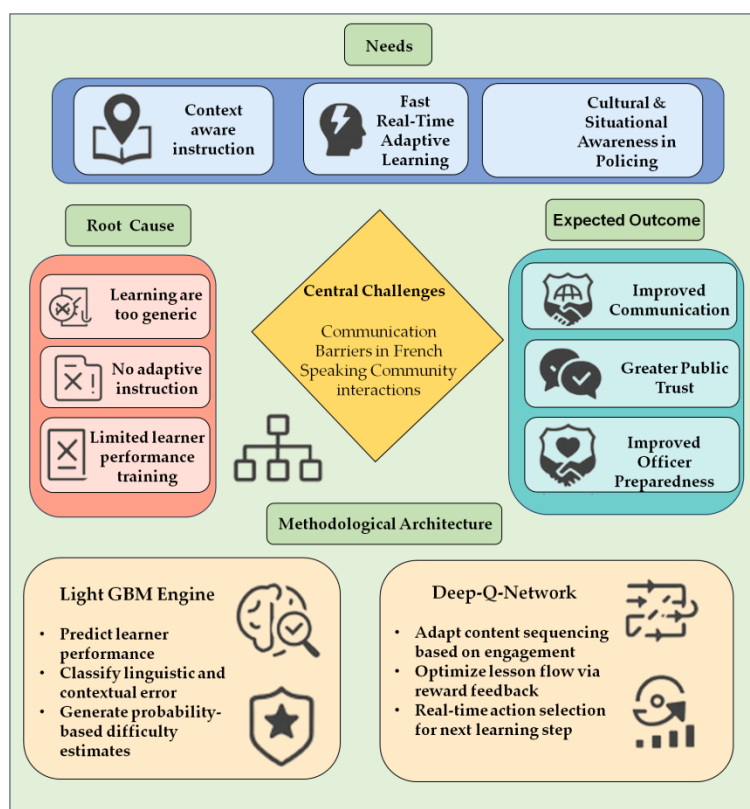 Needs
Context
aware
instruction
Fast
Real-Time
Adaptive
Learning
Cultural &
Situational
Awareness in
Policing
Root Cause
Learning are
too generic
No adaptive
instruction
Limited learner
performance
training
Central Challenges
Communication
Barriers in French
Speaking Community
interactions
Expected Outcome
Improved
Communication
Greater Public
Trust
Improved
Officer
Preparedness
Methodological Architecture
Light GBM Engine
• Predict learner
performance
• Classify linguistic and
contextual error
• Generate probability-
based difficulty
estimates
Deep-Q-Network
• Adapt content sequencing
based on engagement
• Optimize lesson flow via
reward feedback
• Real-time action selection
for next learning step